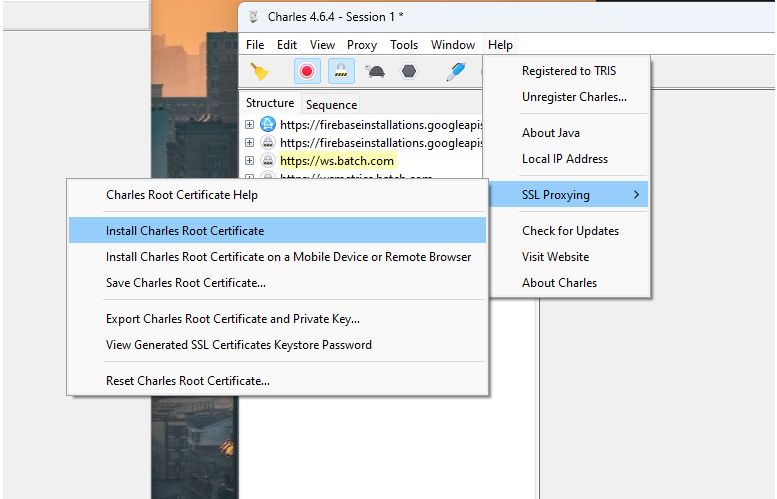 Charles 4.6.4 - Session 1 *
File Edit View Proxy Tools Window Help
Registered to TRIS
Unregister Charles...
About Java
Local IP Address
SSL Proxying
Check for Updates
Visit Website
About Charles
Structure Sequence
https://firebaseinstallations.googleapis
https://firebaseinstallations.googleapis
https://ws.batch.com
https://wsmetrics.batch.com
Charles Root Certificate Help
Install Charles Root Certificate
Install Charles Root Certificate on a Mobile Device or Remote Browser
Save Charles Root Certificate...
Export Charles Root Certificate and Private Key...
View Generated SSL Certificates Keystore Password
Reset Charles Root Certificate...